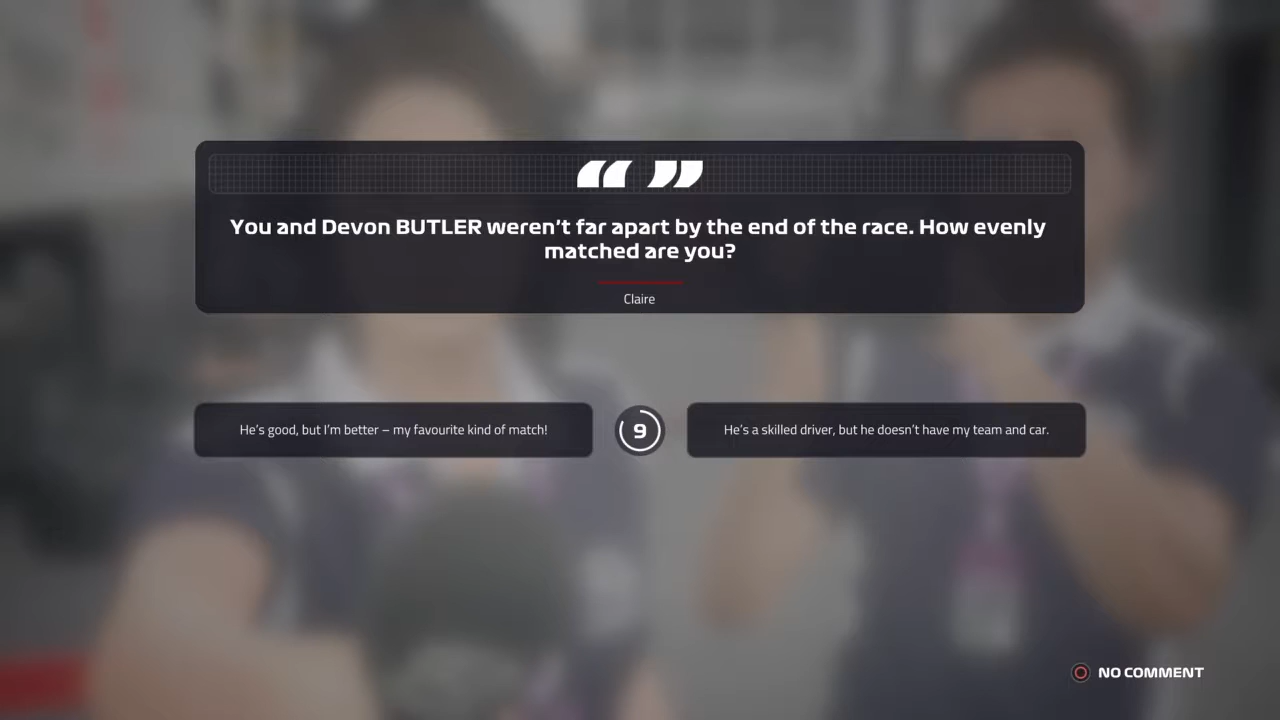 “ ”
You and Devon BUTLER weren't far apart by the end of the race. How evenly
matched are you?
Claire
He's good, but I'm better – my favourite kind of match!
9
He's a skilled driver, but he doesn't have my team and car.
NO COMMENT